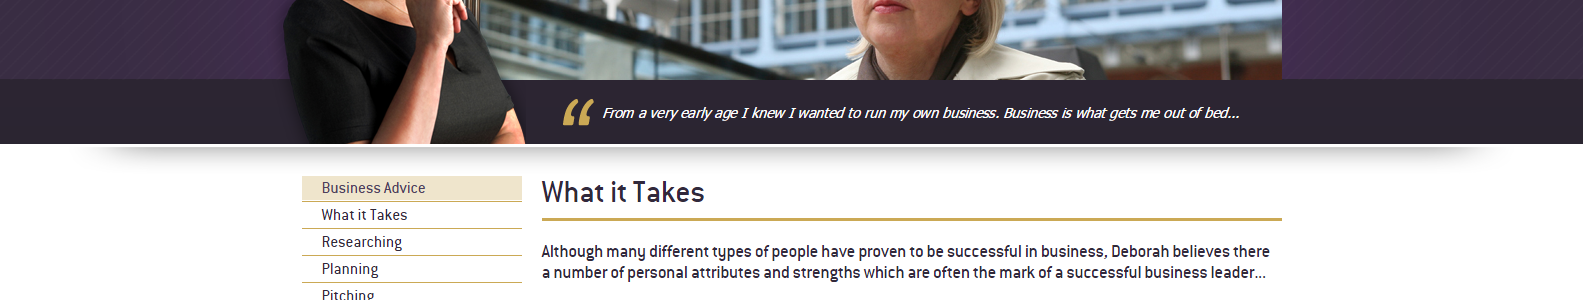 “ From a very early age I knew I wanted to run my own business. Business is what gets me out of bed...
Business Advice
What it Takes
Researching
Planning
Pitching
What it Takes
Although many different types of people have proven to be successful in business, Deborah believes there
a number of personal attributes and strengths which are often the mark of a successful business leader...